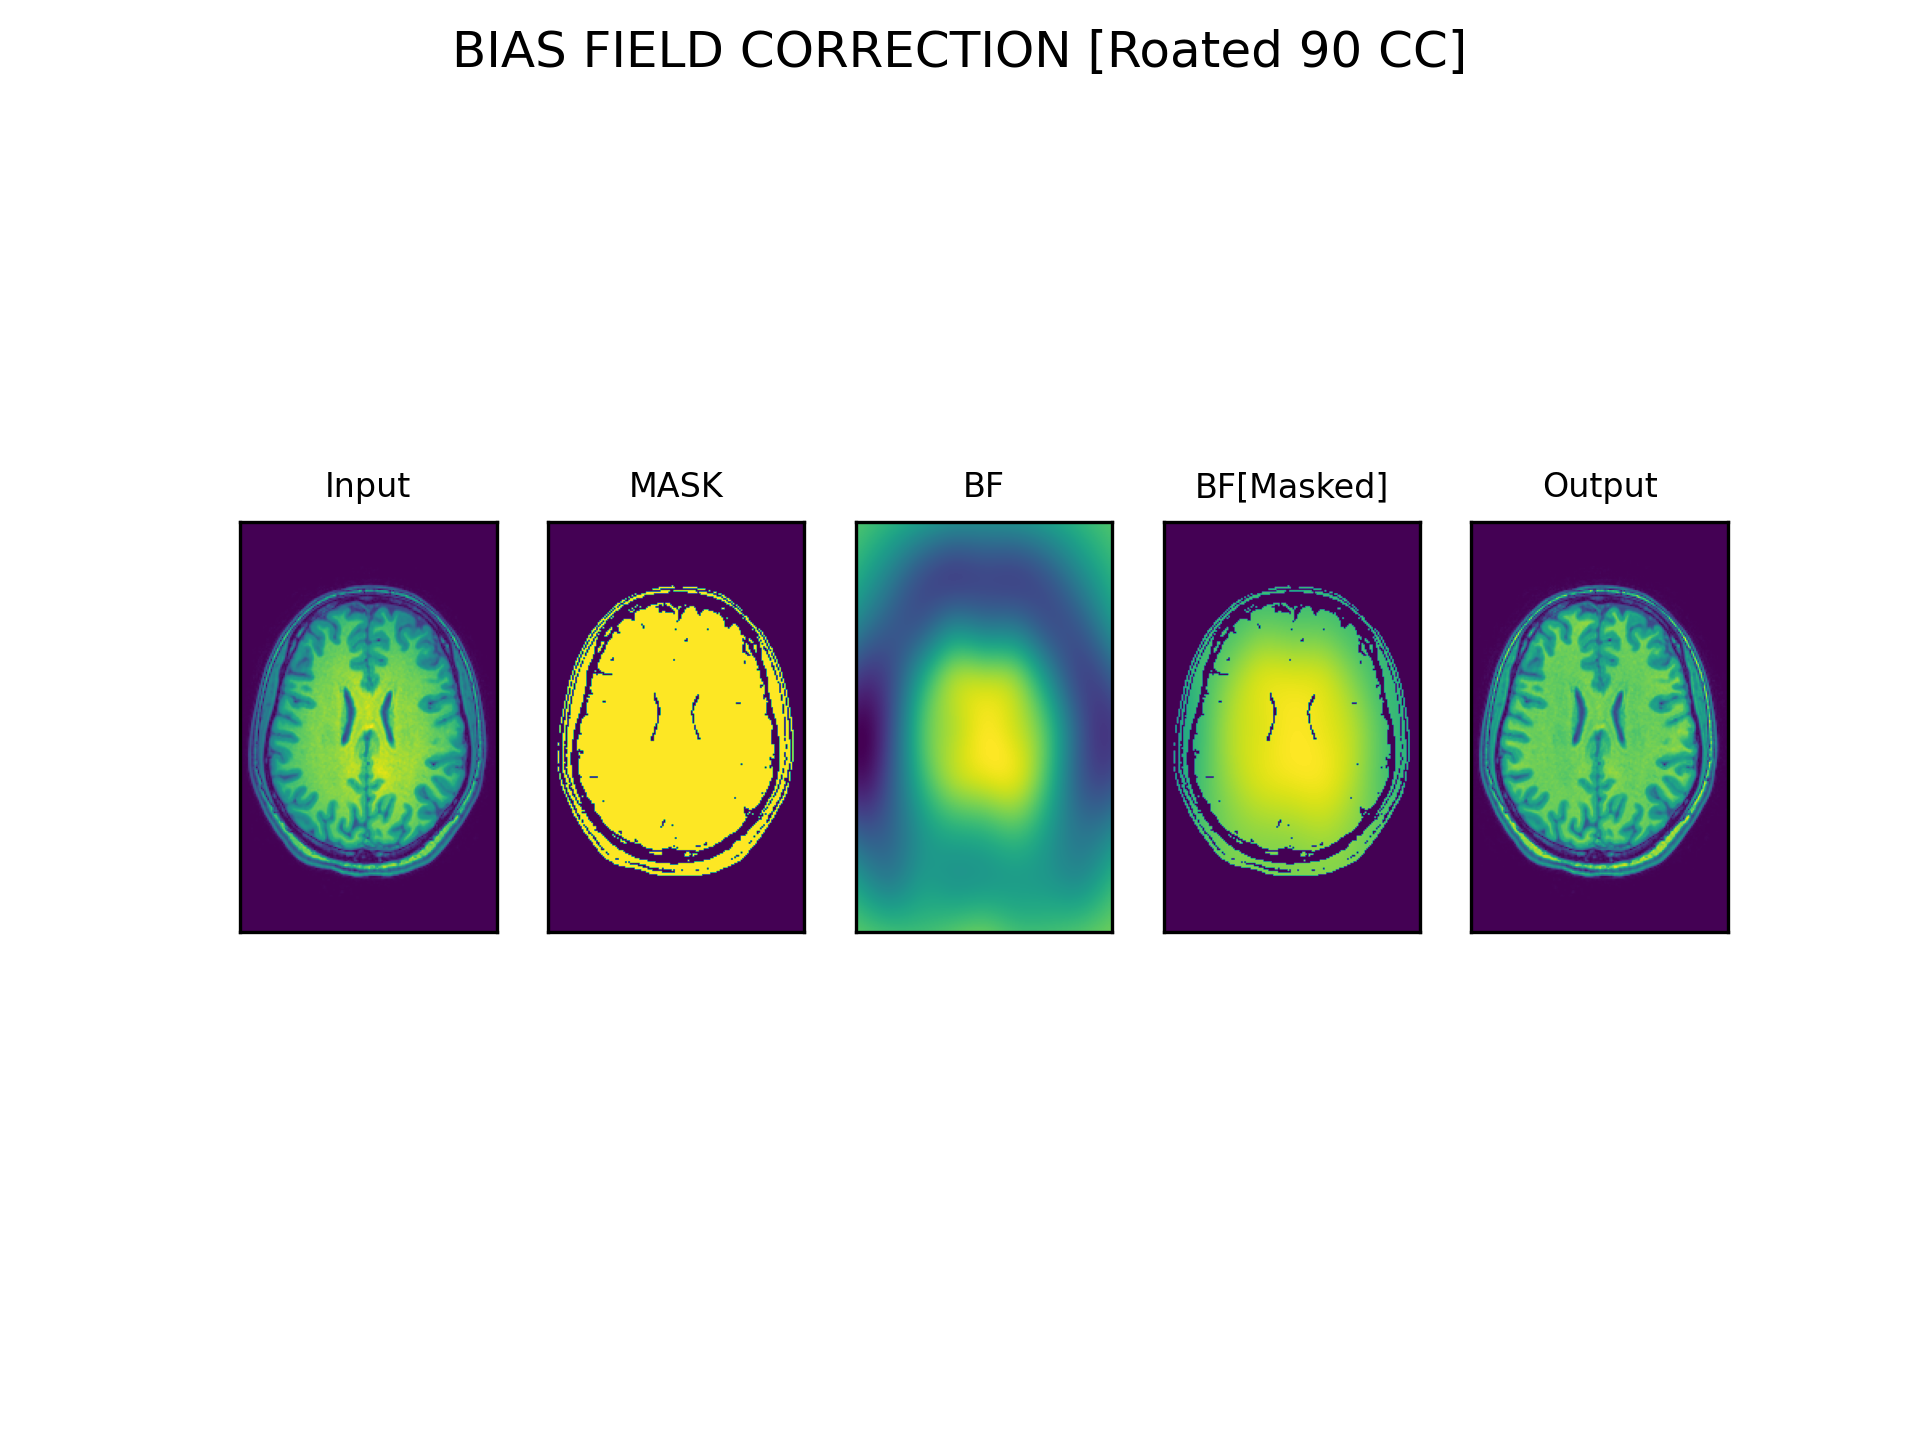 BIAS FIELD CORRECTION [Roated 90 CC]
Input
MASK
BF
BF[Masked]
Output